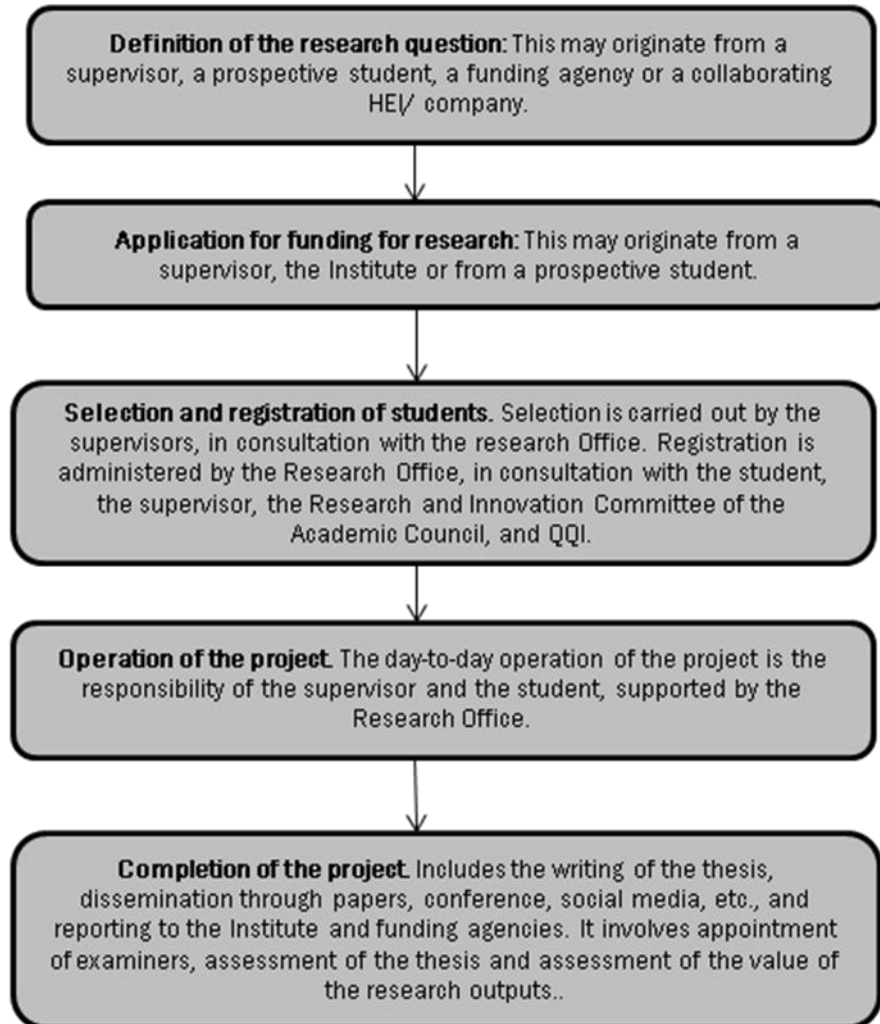 Definition of the research question: This may originate from a
supervisor, a prospective student, a funding agency or a collaborating
HEI/ company.
Application for funding for research: This may originate from a
supervisor, the Institute or from a prospective student.
Selection and registration of students. Selection is carried out by the
supervisors, in consultation with the research Office. Registration is
administered by the Research Office, in consultation with the student,
the supervisor, the Research and Innovation Committee of the
Academic Council, and QQI.
Operation of the project. The day-to-day operation of the project is the
responsibility of the supervisor and the student, supported by the
Research Office.
Completion of the project. Includes the writing of the thesis,
dissemination through papers, conference, social media, etc., and
reporting to the Institute and funding agencies. It involves appointment
of examiners, assessment of the thesis and assessment of the value of
the research outputs..